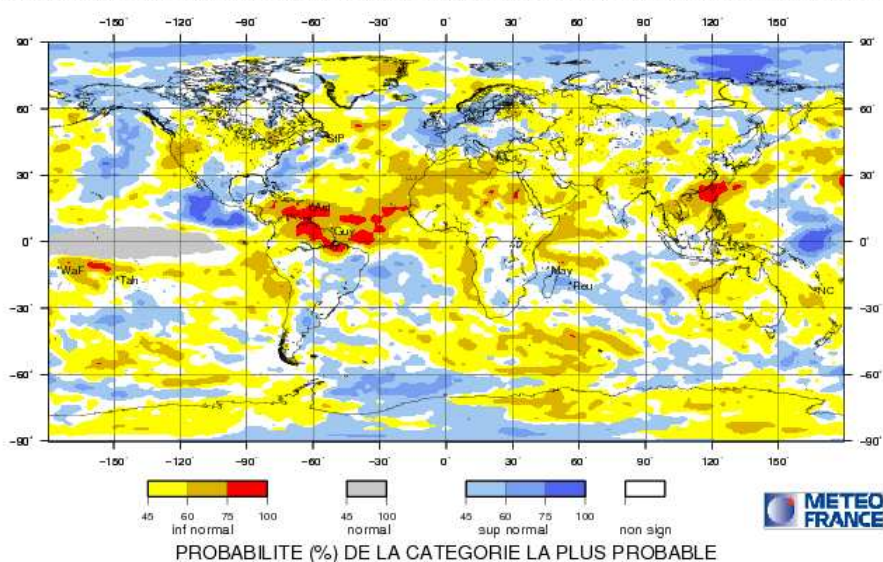 -150° -120° -90° -60° -30° 0° 30° 60° 90° 120° 150°
90° 90°
60° 60°
SIP
30° 30°
Guy
0° 0°
WaF May
Tah Reu NC
-30° -30°
-60° -60°
-90° -90°
-150° -120° -90° -60° -30° 0° 30° 60° 90° 120° 150°
45 60 75 100 45 100 45 60 75 100
inf normal normal sup normal non sign
METEO
FRANCE
PROBABILITE (%) DE LA CATEGORIE LA PLUS PROBABLE